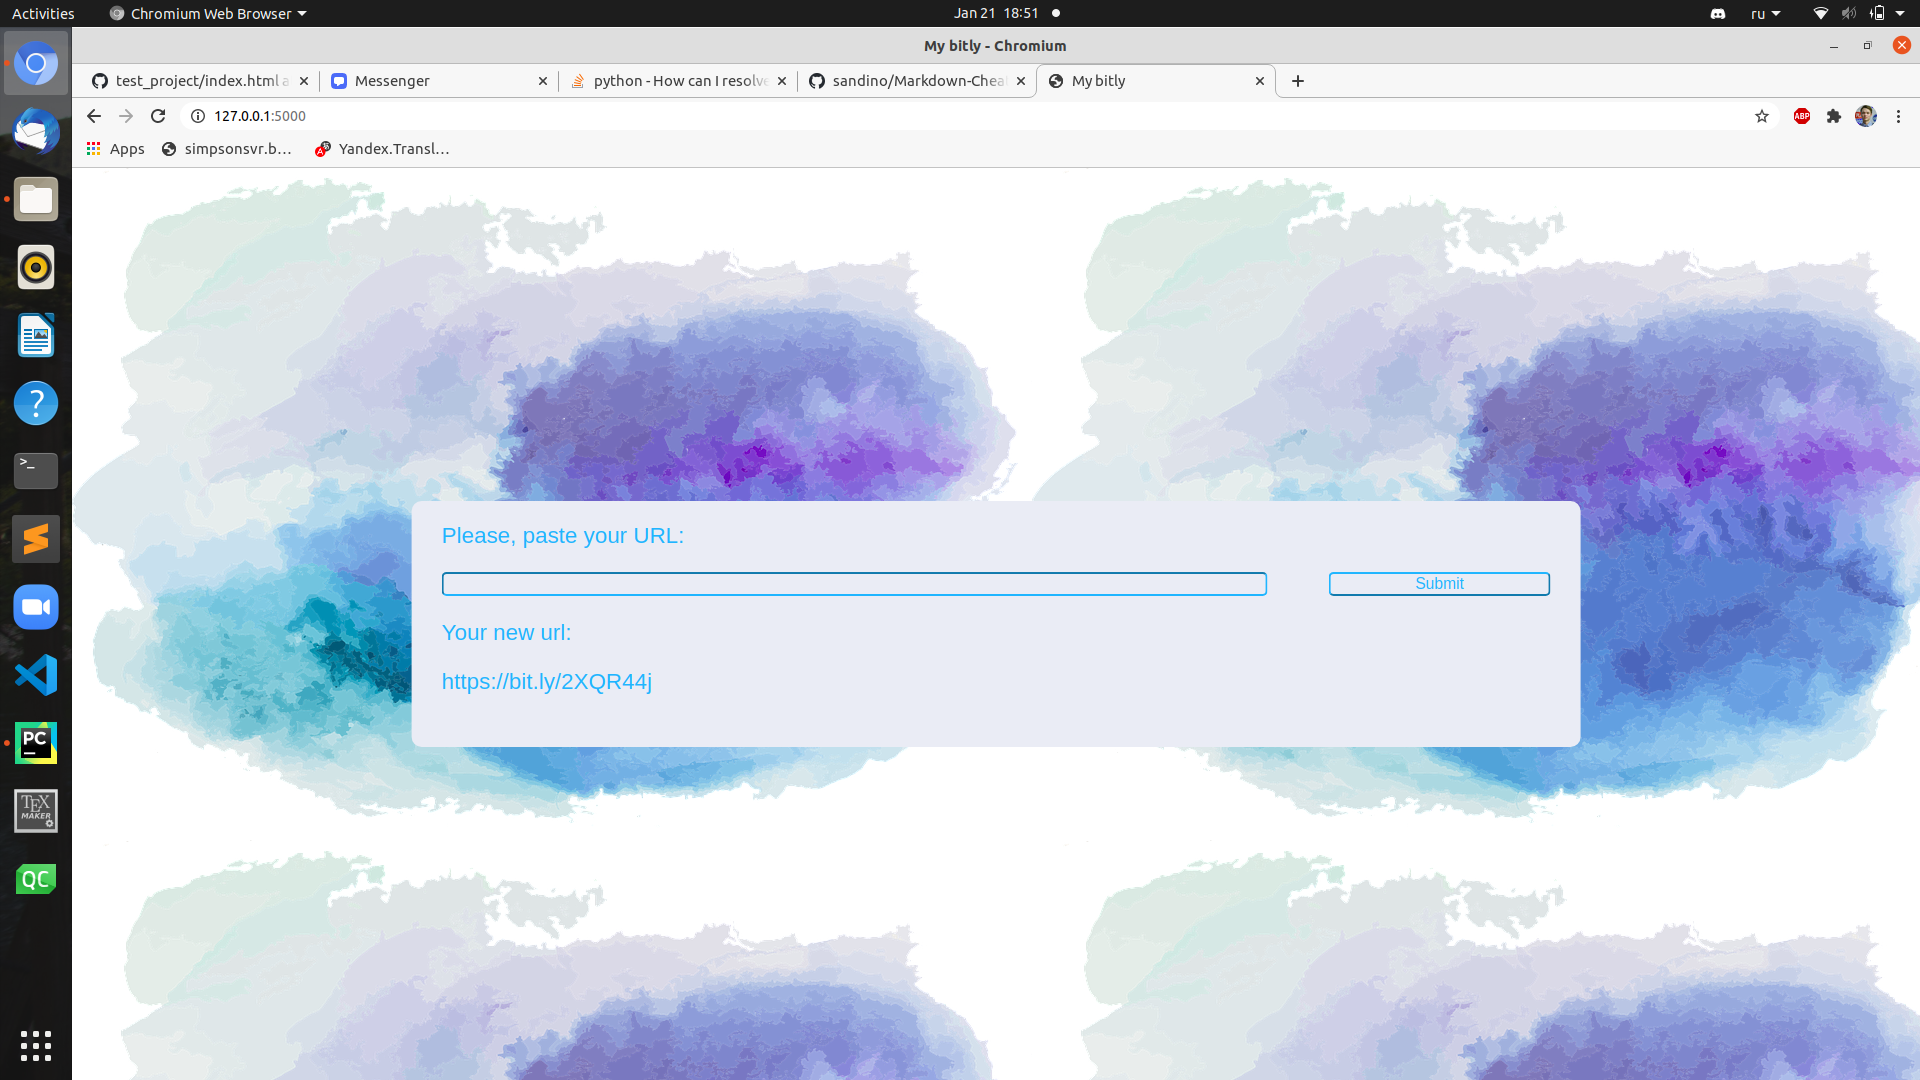 Activities
Chromium Web Browser
Jan 21 18:51
ru
My bitly - Chromium
test_project/index.html a
Messenger
python - How can I resolve
sandino/Markdown-Chea
My bitly
127.0.0.1:5000
ABP
Apps
simpsonsvr.b...
Yandex.Transl...
Please, paste your URL:
Submit
Your new url:
https://bit.ly/2XQR44j
>_
PC
TEX
MAKER
QC